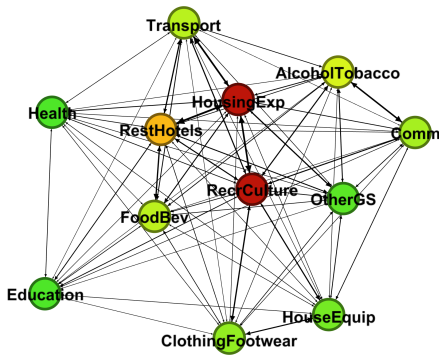 Transport
AlcoholTobacco
HousingExp
Health
RestHotels
Comm
RecrCulture
OtherGS
FoodBev
Education
HouseEquip
ClothingFootwear